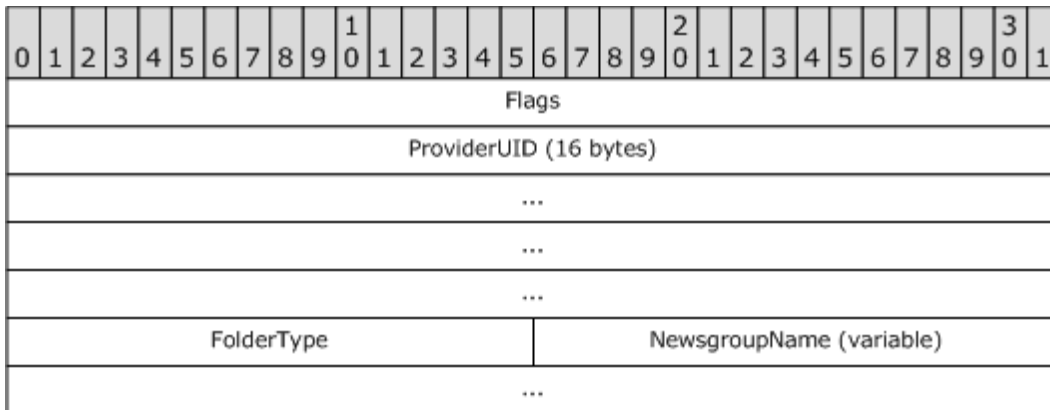 0 1 2 3 4 5 6 7 8 9 1 0 1 2 3 4 5 6 7 8 9 2 0 1 2 3 4 5 6 7 8 9 3 0 1
Flags
ProviderUID (16 bytes)
...
...
...
FolderType NewsgroupName (variable)
...